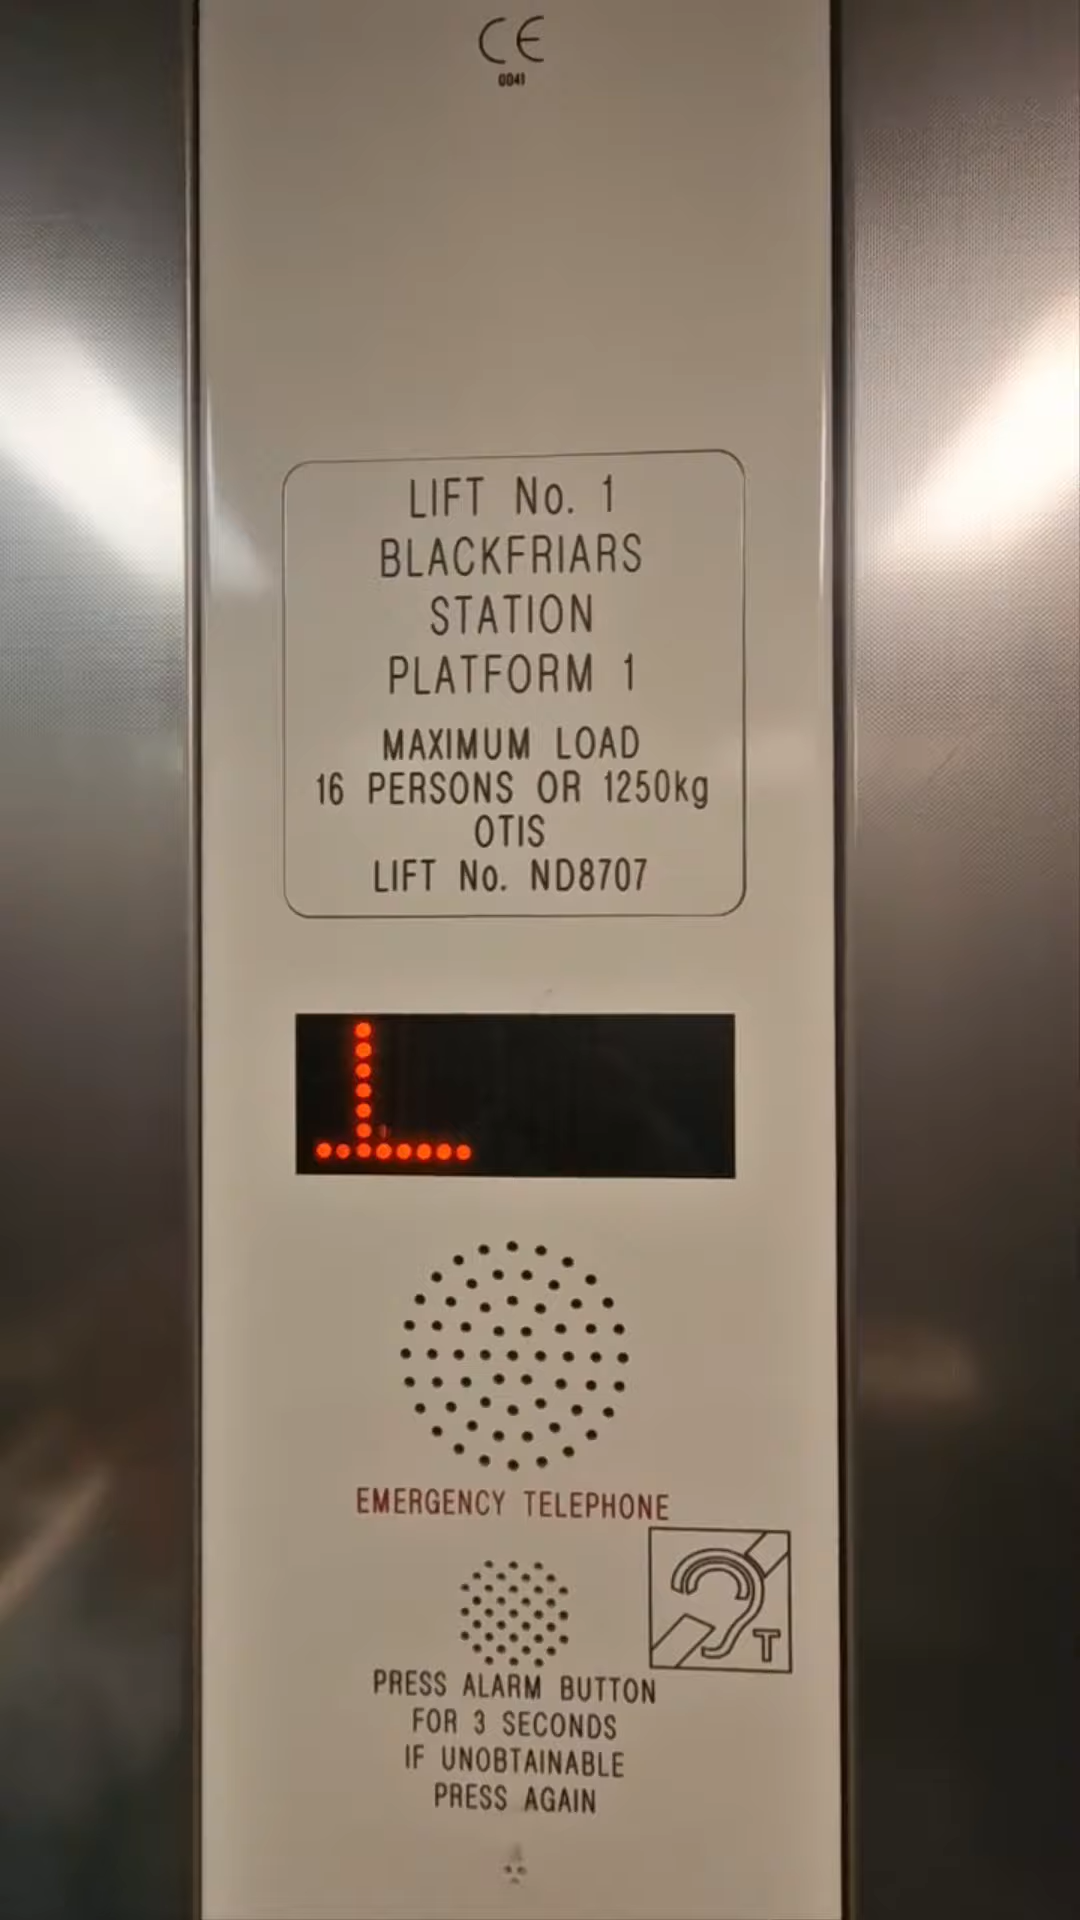 CE
0041
LIFT No. 1
BLACKFRIARS
STATION
PLATFORM 1
MAXIMUM LOAD
16 PERSONS OR 1250kg
OTIS
LIFT No. ND8707
EMERGENCY TELEPHONE
T
PRESS ALARM BUTTON
FOR 3 SECONDS
IF UNOBTAINABLE
PRESS AGAIN